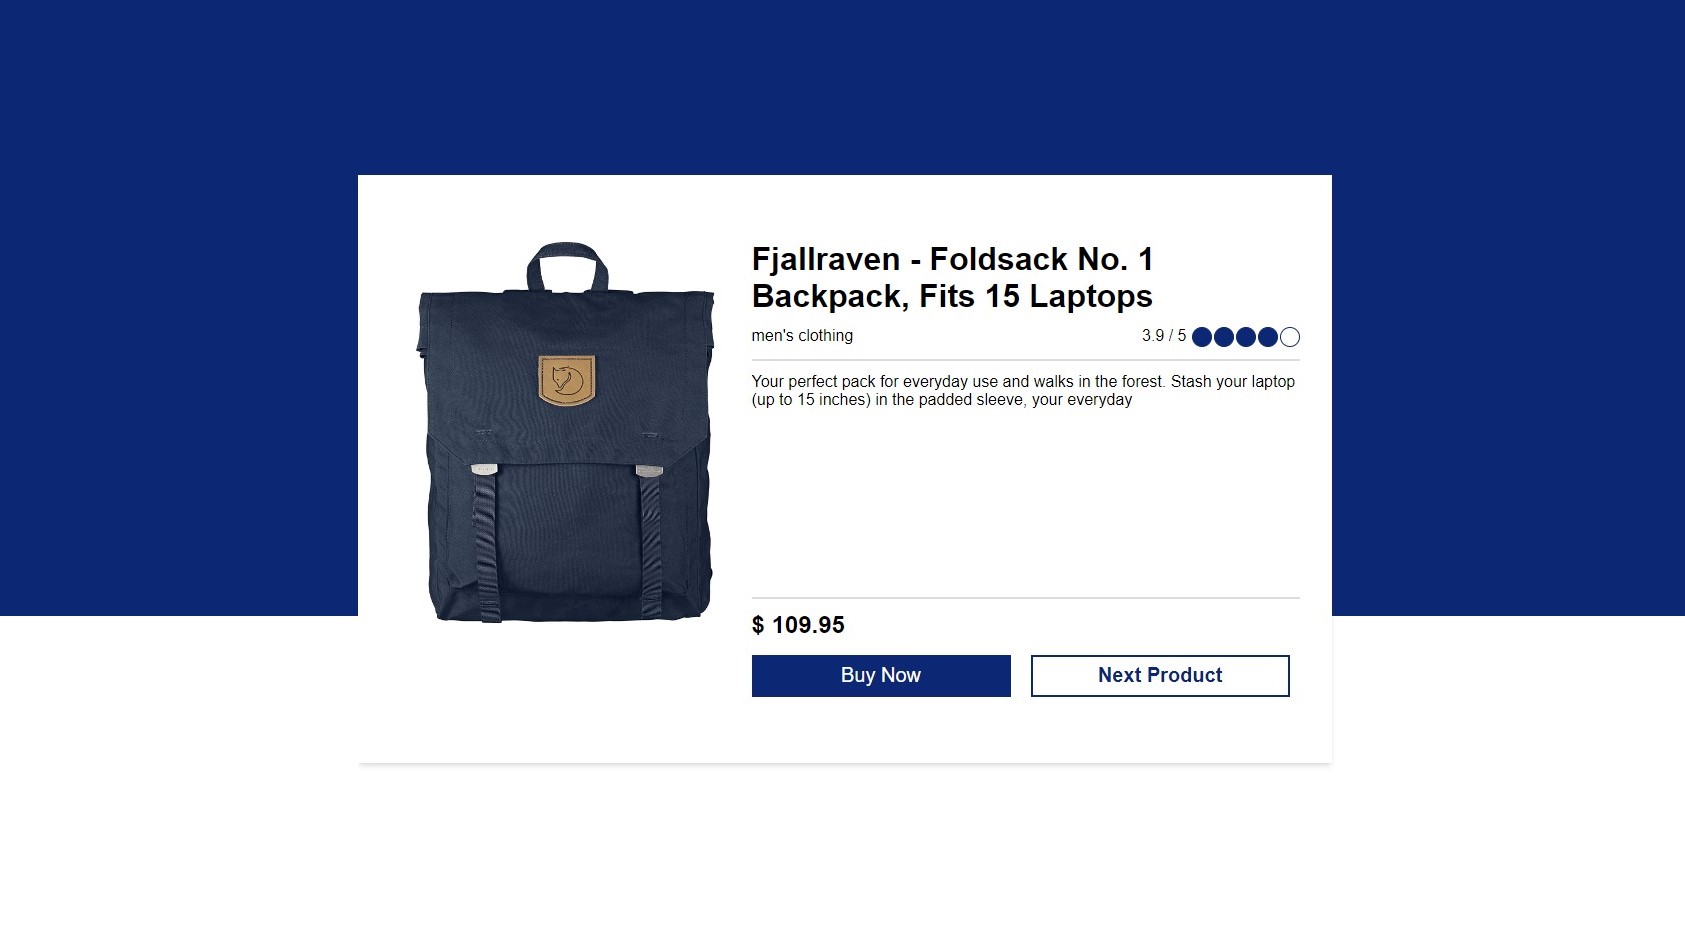 Fjallraven - Foldsack No. 1
Backpack, Fits 15 Laptops
men's clothing
3.9 / 5
Your perfect pack for everyday use and walks in the forest. Stash your laptop
(up to 15 inches) in the padded sleeve, your everyday
$ 109.95
Buy Now
Next Product